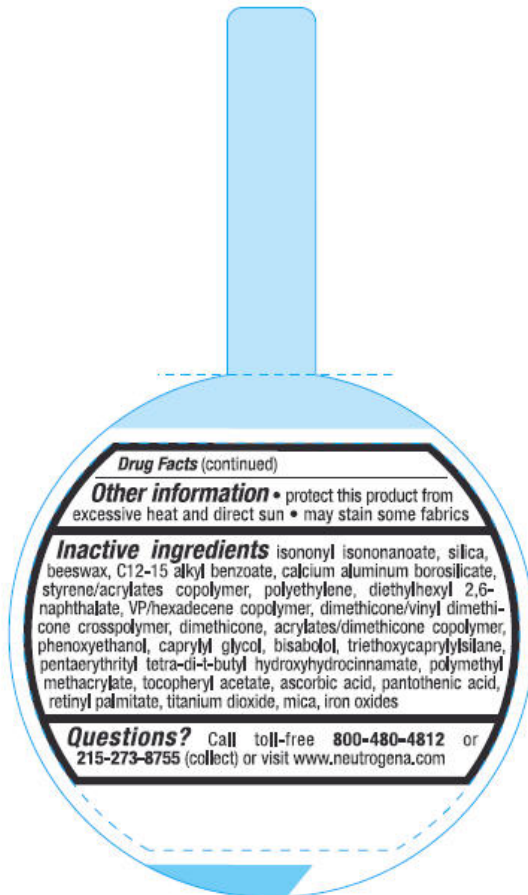 Drug Facts (continued)
Other information • protect this product from
excessive heat and direct sun • may stain some fabrics
Inactive ingredients isononyl isononanoate, silica,
beeswax, C12-15 alkyl benzoate, calcium aluminum borosilicate,
styrene/acrylates copolymer, polyethylene, diethylhexyl 2,6-
naphthalate, VP/hexadecene copolymer, dimethicone/vinyl dimethi-
cone crosspolymer, dimethicone, acrylates/dimethicone copolymer,
phenoxyethanol, caprylyl glycol, bisabolol, triethoxycaprylylsilane,
pentaerythrityl tetra-di-t-butyl hydroxyhydrocinnamate, polymethyl
methacrylate, tocopheryl acetate, ascorbic acid, pantothenic acid,
retinyl palmitate, titanium dioxide, mica, iron oxides
Questions? Call toll-free 800-480-4812 or
215-273-8755 (collect) or visit www.neutrogena.com